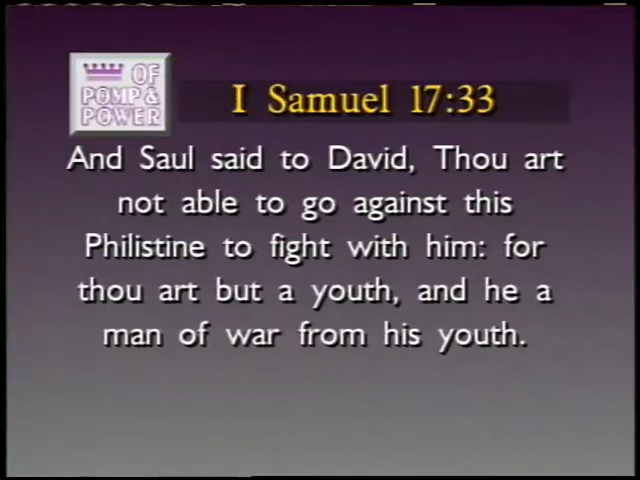 OF
POMP &
POWER
I Samuel 17:33
And Saul said to David, Thou art
not able to go against this
Philistine to fight with him: for
thou art but a youth, and he a
man of war from his youth.